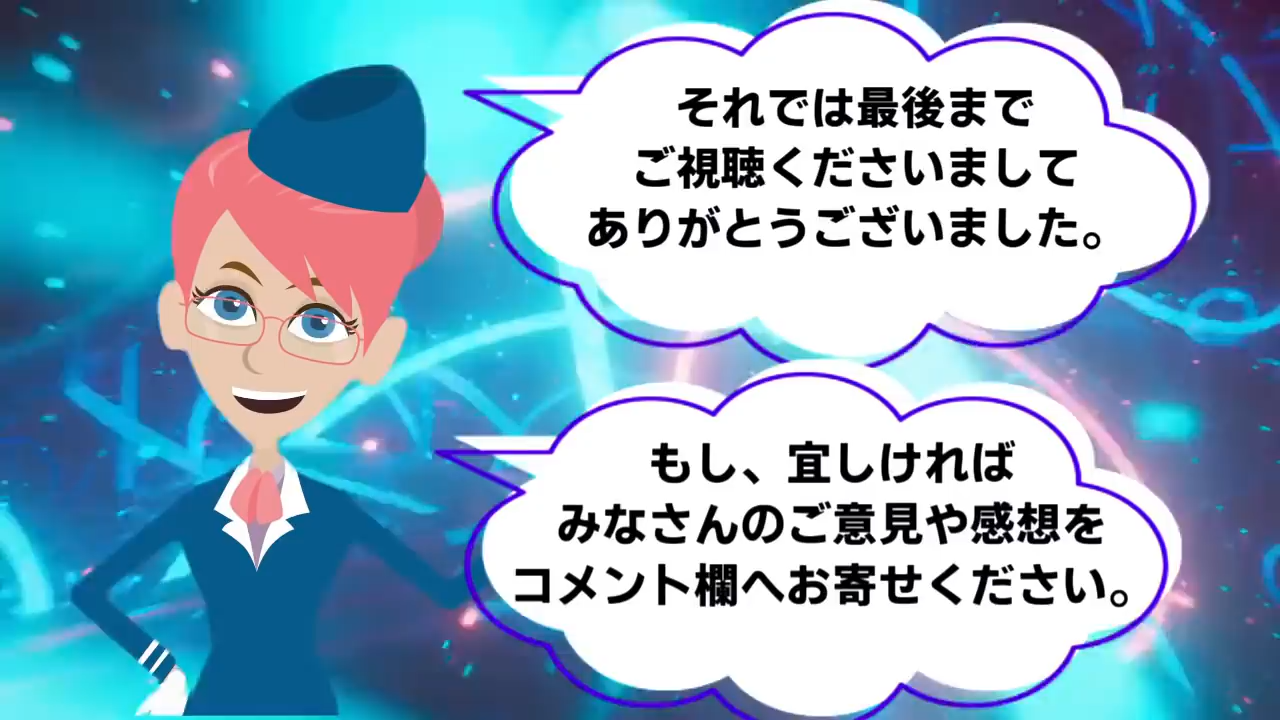 それでは最後まで
ご視聴くださいまして
ありがとうございました。
もし、宜しければ
みなさんのご意見や感想を
コメント欄へお寄せください。